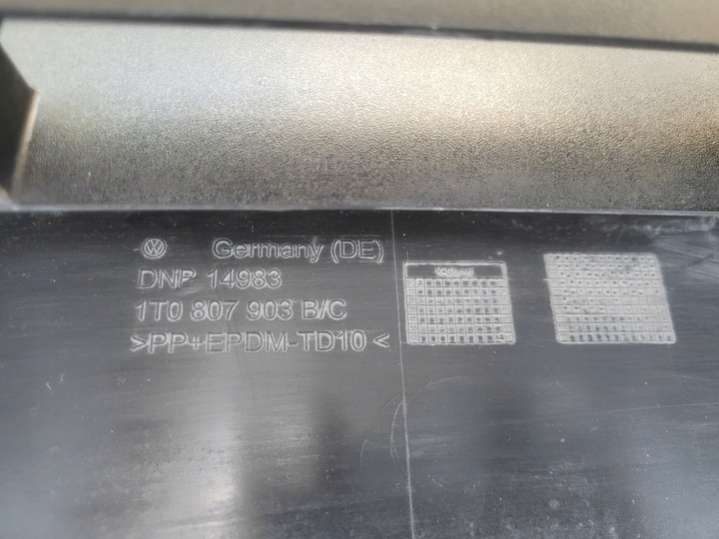 Germany (DE)
DNP 14983
1T0 807 903 B/C
>PP+EPDM-TD10<